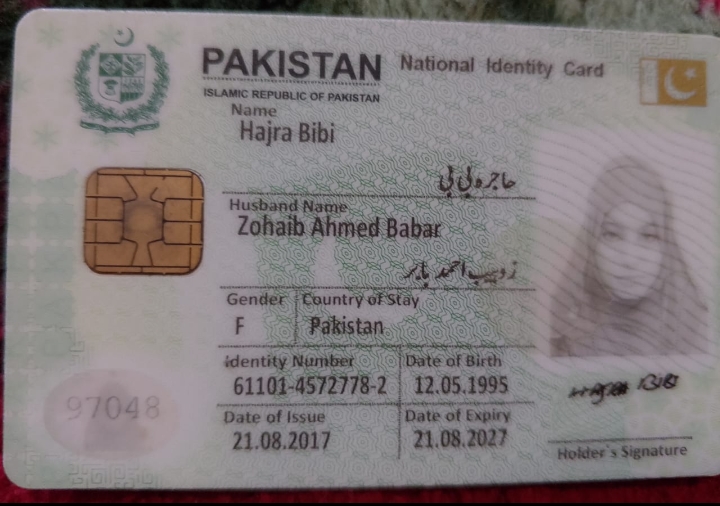 PAKISTAN National Identity Card
ISLAMIC REPUBLIC OF PAKISTAN
Name
Hajra Bibi
حاجرہ بی بی
Husband Name
Zohaib Ahmed Babar
زوہیب احمد بابر
Gender Country of Stay
F Pakistan
Identity Number Date of Birth
61101-4572778-2 12.05.1995
Date of Issue Date of Expiry
21.08.2017 21.08.2027
97048
Hajra BiBi
Holder's Signature